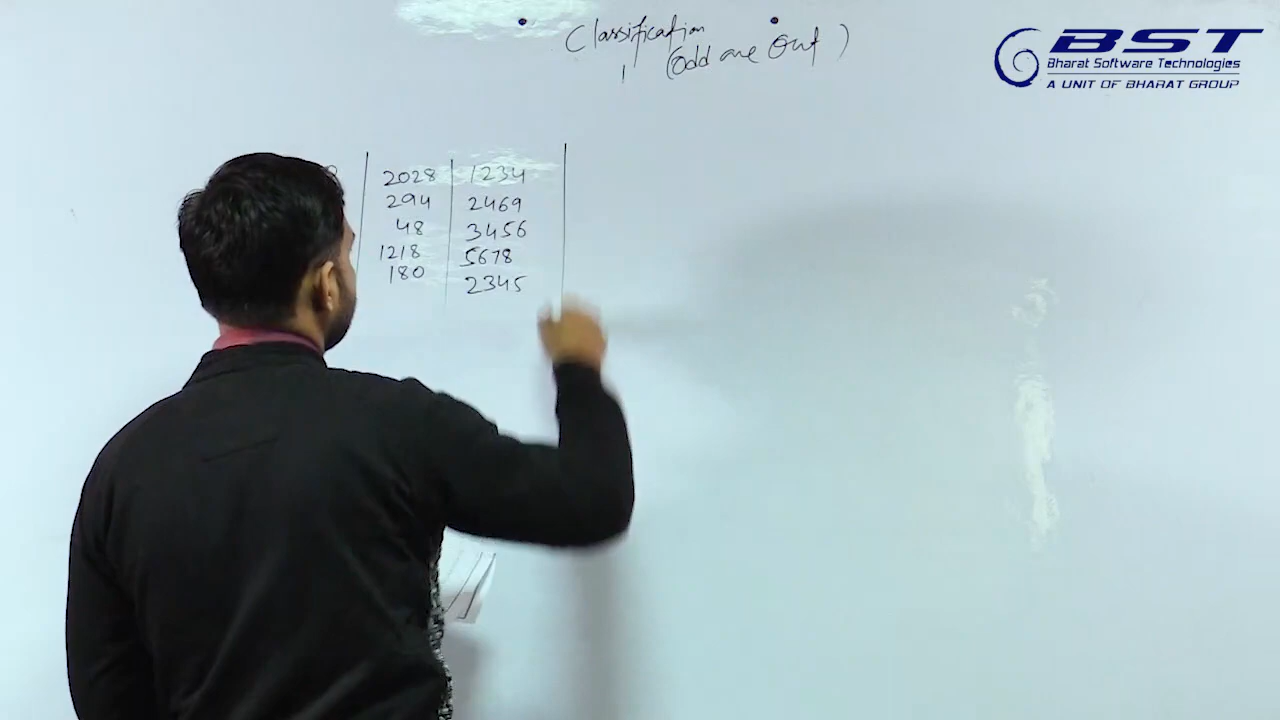 Classification
(Odd one Out)
BST
Bharat Software Technologies
A UNIT OF BHARAT GROUP
2028 1234
294 2469
48 3456
1218 5678
180 2345